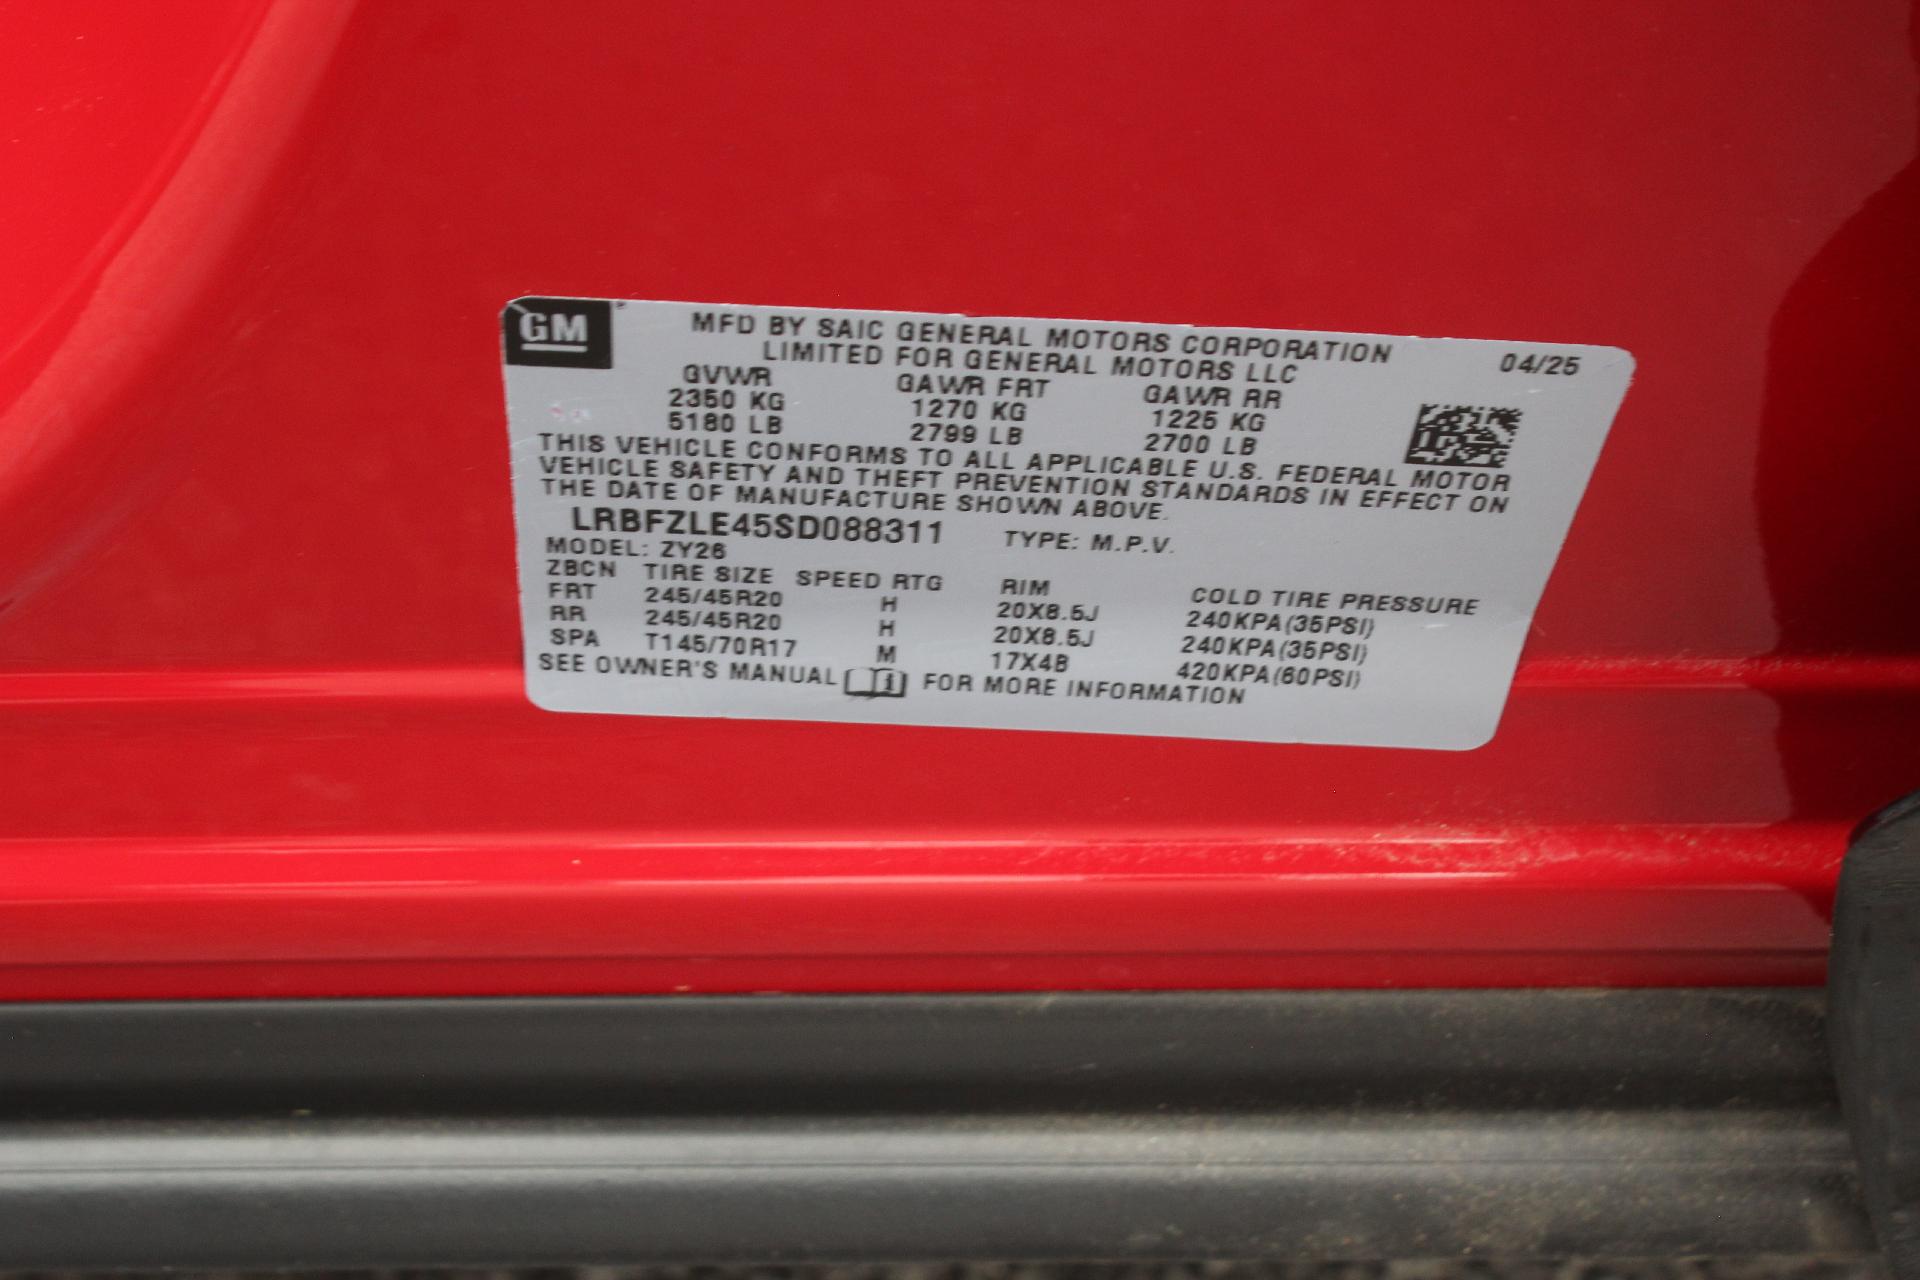 GM
MFD BY SAIC GENERAL MOTORS CORPORATION
LIMITED FOR GENERAL MOTORS LLC
04/25
GVWR GAWR FRT GAWR RR
2350 KG 1270 KG 1225 KG
5180 LB 2799 LB 2700 LB
THIS VEHICLE CONFORMS TO ALL APPLICABLE U.S. FEDERAL MOTOR
VEHICLE SAFETY AND THEFT PREVENTION STANDARDS IN EFFECT ON
THE DATE OF MANUFACTURE SHOWN ABOVE.
LRBFZLE45SD088311 TYPE: M.P.V.
MODEL: ZY26
ZBCN TIRE SIZE SPEED RTG RIM COLD TIRE PRESSURE
FRT 245/45R20 H 20X8.5J 240KPA(35PSI)
RR 245/45R20 H 20X8.5J 240KPA(35PSI)
SPA T145/70R17 M 17X4B 420KPA(60PSI)
SEE OWNER'S MANUAL i FOR MORE INFORMATION